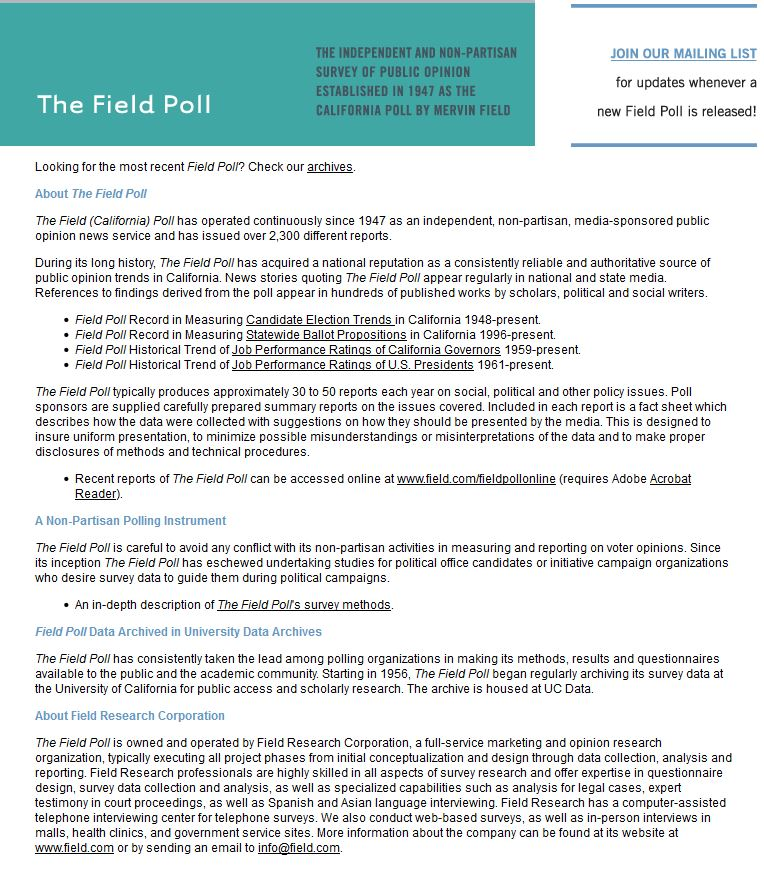 The Field Poll
THE INDEPENDENT AND NON-PARTISAN
SURVEY OF PUBLIC OPINION
ESTABLISHED IN 1947 AS THE
CALIFORNIA POLL BY MERVIN FIELD
JOIN OUR MAILING LIST
for updates whenever a
new Field Poll is released!
Looking for the most recent Field Poll? Check our archives.
About The Field Poll
The Field (California) Poll has operated continuously since 1947 as an independent, non-partisan, media-sponsored public
opinion news service and has issued over 2,300 different reports.
During its long history, The Field Poll has acquired a national reputation as a consistently reliable and authoritative source of
public opinion trends in California. News stories quoting The Field Poll appear regularly in national and state media.
References to findings derived from the poll appear in hundreds of published works by scholars, political and social writers.
• Field Poll Record in Measuring Candidate Election Trends in California 1948-present.
• Field Poll Record in Measuring Statewide Ballot Propositions in California 1996-present.
• Field Poll Historical Trend of Job Performance Ratings of California Governors 1959-present.
• Field Poll Historical Trend of Job Performance Ratings of U.S. Presidents 1961-present.
The Field Poll typically produces approximately 30 to 50 reports each year on social, political and other policy issues. Poll
sponsors are supplied carefully prepared summary reports on the issues covered. Included in each report is a fact sheet which
describes how the data were collected with suggestions on how they should be presented by the media. This is designed to
insure uniform presentation, to minimize possible misunderstandings or misinterpretations of the data and to make proper
disclosures of methods and technical procedures.
• Recent reports of The Field Poll can be accessed online at www.field.com/fieldpollonline (requires Adobe Acrobat
Reader).
A Non-Partisan Polling Instrument
The Field Poll is careful to avoid any conflict with its non-partisan activities in measuring and reporting on voter opinions. Since
its inception The Field Poll has eschewed undertaking studies for political office candidates or initiative campaign organizations
who desire survey data to guide them during political campaigns.
• An in-depth description of The Field Poll's survey methods.
Field Poll Data Archived in University Data Archives
The Field Poll has consistently taken the lead among polling organizations in making its methods, results and questionnaires
available to the public and the academic community. Starting in 1956, The Field Poll began regularly archiving its survey data at
the University of California for public access and scholarly research. The archive is housed at UC Data.
About Field Research Corporation
The Field Poll is owned and operated by Field Research Corporation, a full-service marketing and opinion research
organization, typically executing all project phases from initial conceptualization and design through data collection, analysis and
reporting. Field Research professionals are highly skilled in all aspects of survey research and offer expertise in questionnaire
design, survey data collection and analysis, as well as specialized capabilities such as analysis for legal cases, expert
testimony in court proceedings, as well as Spanish and Asian language interviewing. Field Research has a computer-assisted
telephone interviewing center for telephone surveys. We also conduct web-based surveys, as well as in-person interviews in
malls, health clinics, and government service sites. More information about the company can be found at its website at
www.field.com or by sending an email to info@field.com.